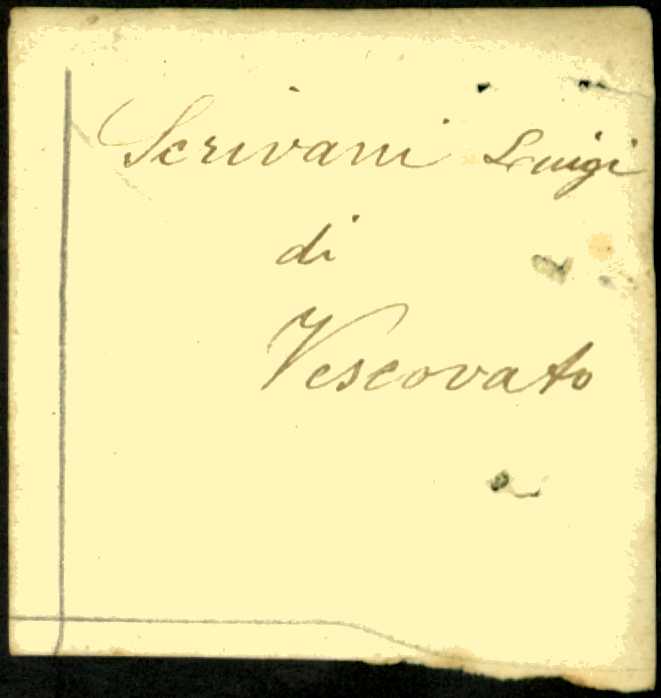 Scrivani Luigi
di
Vescovato